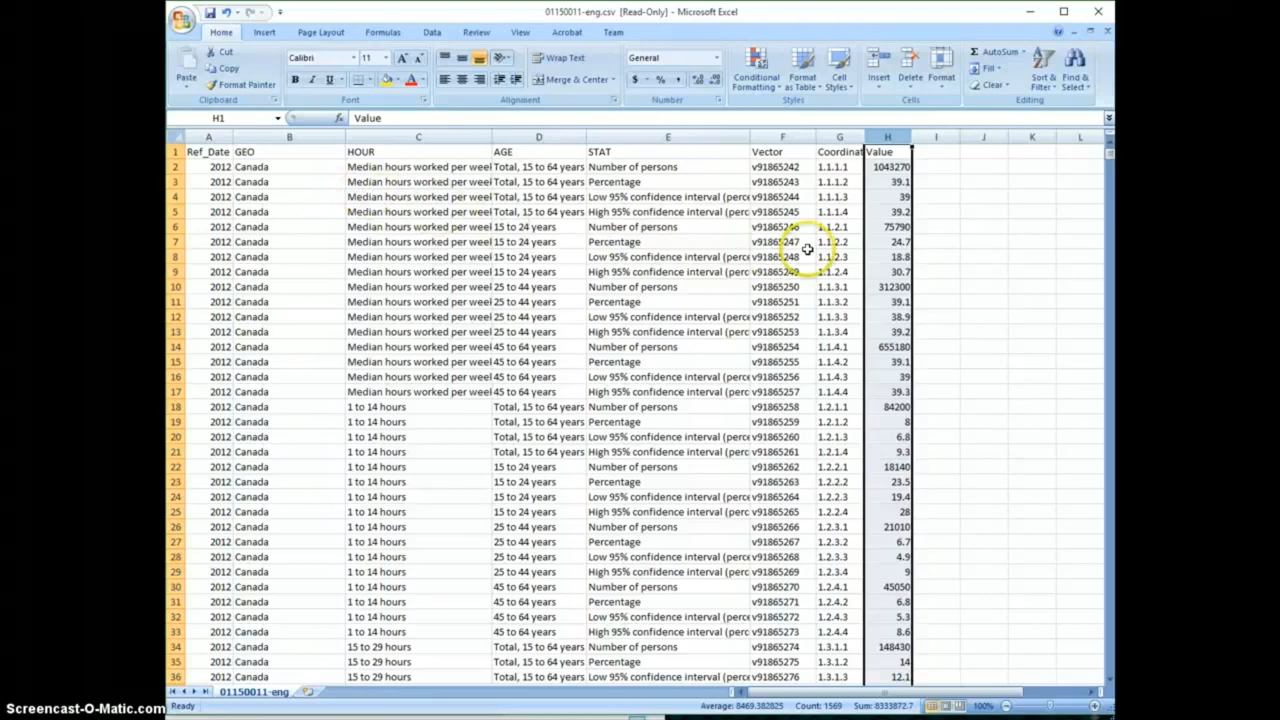 01150011-eng.csv [Read-Only] - Microsoft Excel
Home Insert Page Layout Formulas Data Review View Acrobat Team
Paste Cut Copy Format Painter Clipboard
Calibri 11 B I U Font
Wrap Text Merge & Center Alignment
General $ % , Number
Conditional Formatting Format as Table Cell Styles Styles
Insert Delete Format Cells
AutoSum Fill Clear Sort & Filter Find & Select Editing
H1 fx Value
A B C D E F G H I J K L
1 Ref_Date GEO HOUR AGE STAT Vector Coordinat Value
2 2012 Canada Median hours worked per weel Total, 15 to 64 years Number of persons v91865242 1.1.1.1 1043270
3 2012 Canada Median hours worked per weel Total, 15 to 64 years Percentage v91865243 1.1.1.2 39.1
4 2012 Canada Median hours worked per weel Total, 15 to 64 years Low 95% confidence interval (perce v91865244 1.1.1.3 39
5 2012 Canada Median hours worked per weel Total, 15 to 64 years High 95% confidence interval (perc v91865245 1.1.1.4 39.2
6 2012 Canada Median hours worked per weel 15 to 24 years Number of persons v91865246 1.1.2.1 75790
7 2012 Canada Median hours worked per weel 15 to 24 years Percentage v91865247 1.1.2.2 24.7
8 2012 Canada Median hours worked per weel 15 to 24 years Low 95% confidence interval (perce v91865248 1.1.2.3 18.8
9 2012 Canada Median hours worked per weel 15 to 24 years High 95% confidence interval (perc v91865249 1.1.2.4 30.7
10 2012 Canada Median hours worked per weel 25 to 44 years Number of persons v91865250 1.1.3.1 312300
11 2012 Canada Median hours worked per weel 25 to 44 years Percentage v91865251 1.1.3.2 39.1
12 2012 Canada Median hours worked per weel 25 to 44 years Low 95% confidence interval (perce v91865252 1.1.3.3 38.9
13 2012 Canada Median hours worked per weel 25 to 44 years High 95% confidence interval (perc v91865253 1.1.3.4 39.2
14 2012 Canada Median hours worked per weel 45 to 64 years Number of persons v91865254 1.1.4.1 655180
15 2012 Canada Median hours worked per weel 45 to 64 years Percentage v91865255 1.1.4.2 39.1
16 2012 Canada Median hours worked per weel 45 to 64 years Low 95% confidence interval (perce v91865256 1.1.4.3 39
17 2012 Canada Median hours worked per weel 45 to 64 years High 95% confidence interval (perc v91865257 1.1.4.4 39.3
18 2012 Canada 1 to 14 hours Total, 15 to 64 years Number of persons v91865258 1.2.1.1 84200
19 2012 Canada 1 to 14 hours Total, 15 to 64 years Percentage v91865259 1.2.1.2 8
20 2012 Canada 1 to 14 hours Total, 15 to 64 years Low 95% confidence interval (perce v91865260 1.2.1.3 6.8
21 2012 Canada 1 to 14 hours Total, 15 to 64 years High 95% confidence interval (perc v91865261 1.2.1.4 9.3
22 2012 Canada 1 to 14 hours 15 to 24 years Number of persons v91865262 1.2.2.1 18140
23 2012 Canada 1 to 14 hours 15 to 24 years Percentage v91865263 1.2.2.2 23.5
24 2012 Canada 1 to 14 hours 15 to 24 years Low 95% confidence interval (perce v91865264 1.2.2.3 19.4
25 2012 Canada 1 to 14 hours 15 to 24 years High 95% confidence interval (perc v91865265 1.2.2.4 28
26 2012 Canada 1 to 14 hours 25 to 44 years Number of persons v91865266 1.2.3.1 21010
27 2012 Canada 1 to 14 hours 25 to 44 years Percentage v91865267 1.2.3.2 6.7
28 2012 Canada 1 to 14 hours 25 to 44 years Low 95% confidence interval (perce v91865268 1.2.3.3 4.9
29 2012 Canada 1 to 14 hours 25 to 44 years High 95% confidence interval (perc v91865269 1.2.3.4 9
30 2012 Canada 1 to 14 hours 45 to 64 years Number of persons v91865270 1.2.4.1 45050
31 2012 Canada 1 to 14 hours 45 to 64 years Percentage v91865271 1.2.4.2 6.8
32 2012 Canada 1 to 14 hours 45 to 64 years Low 95% confidence interval (perce v91865272 1.2.4.3 5.3
33 2012 Canada 1 to 14 hours 45 to 64 years High 95% confidence interval (perc v91865273 1.2.4.4 8.6
34 2012 Canada 15 to 29 hours Total, 15 to 64 years Number of persons v91865274 1.3.1.1 148430
35 2012 Canada 15 to 29 hours Total, 15 to 64 years Percentage v91865275 1.3.1.2 14
36 2012 Canada 15 to 29 hours Total, 15 to 64 years Low 95% confidence interval (perce v91865276 1.3.1.3 12.1
01150011-eng
Ready Average: 8469.382825 Count: 1569 Sum: 8333872.7 100%
Screencast-O-Matic.com